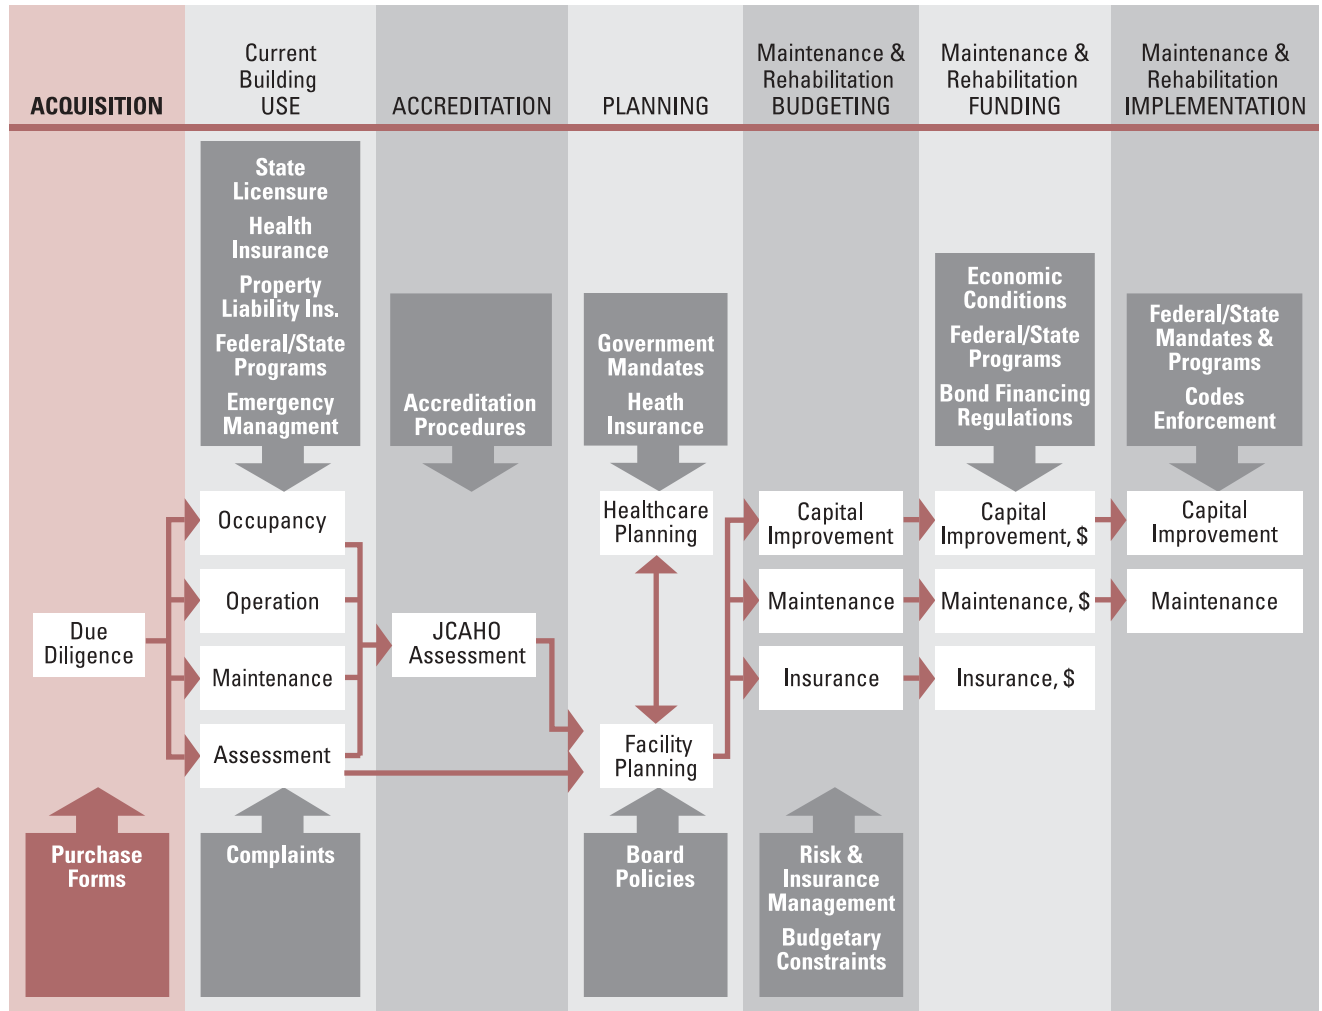 ACQUISITION
Current
Building
USE
ACCREDITATION
PLANNING
Maintenance &
Rehabilitation
BUDGETING
Maintenance &
Rehabilitation
FUNDING
Maintenance &
Rehabilitation
IMPLEMENTATION
State
Licensure
Health
Insurance
Property
Liability Ins.
Federal/State
Programs
Emergency
Managment
Accreditation
Procedures
Government
Mandates
Heath
Insurance
Economic
Conditions
Federal/State
Programs
Bond Financing
Regulations
Federal/State
Mandates &
Programs
Codes
Enforcement
Due
Diligence
Occupancy
Operation
Maintenance
Assessment
JCAHO
Assessment
Healthcare
Planning
Facility
Planning
Capital
Improvement
Maintenance
Insurance
Capital
Improvement, $
Maintenance, $
Insurance, $
Capital
Improvement
Maintenance
Purchase
Forms
Complaints
Board
Policies
Risk &
Insurance
Management
Budgetary
Constraints